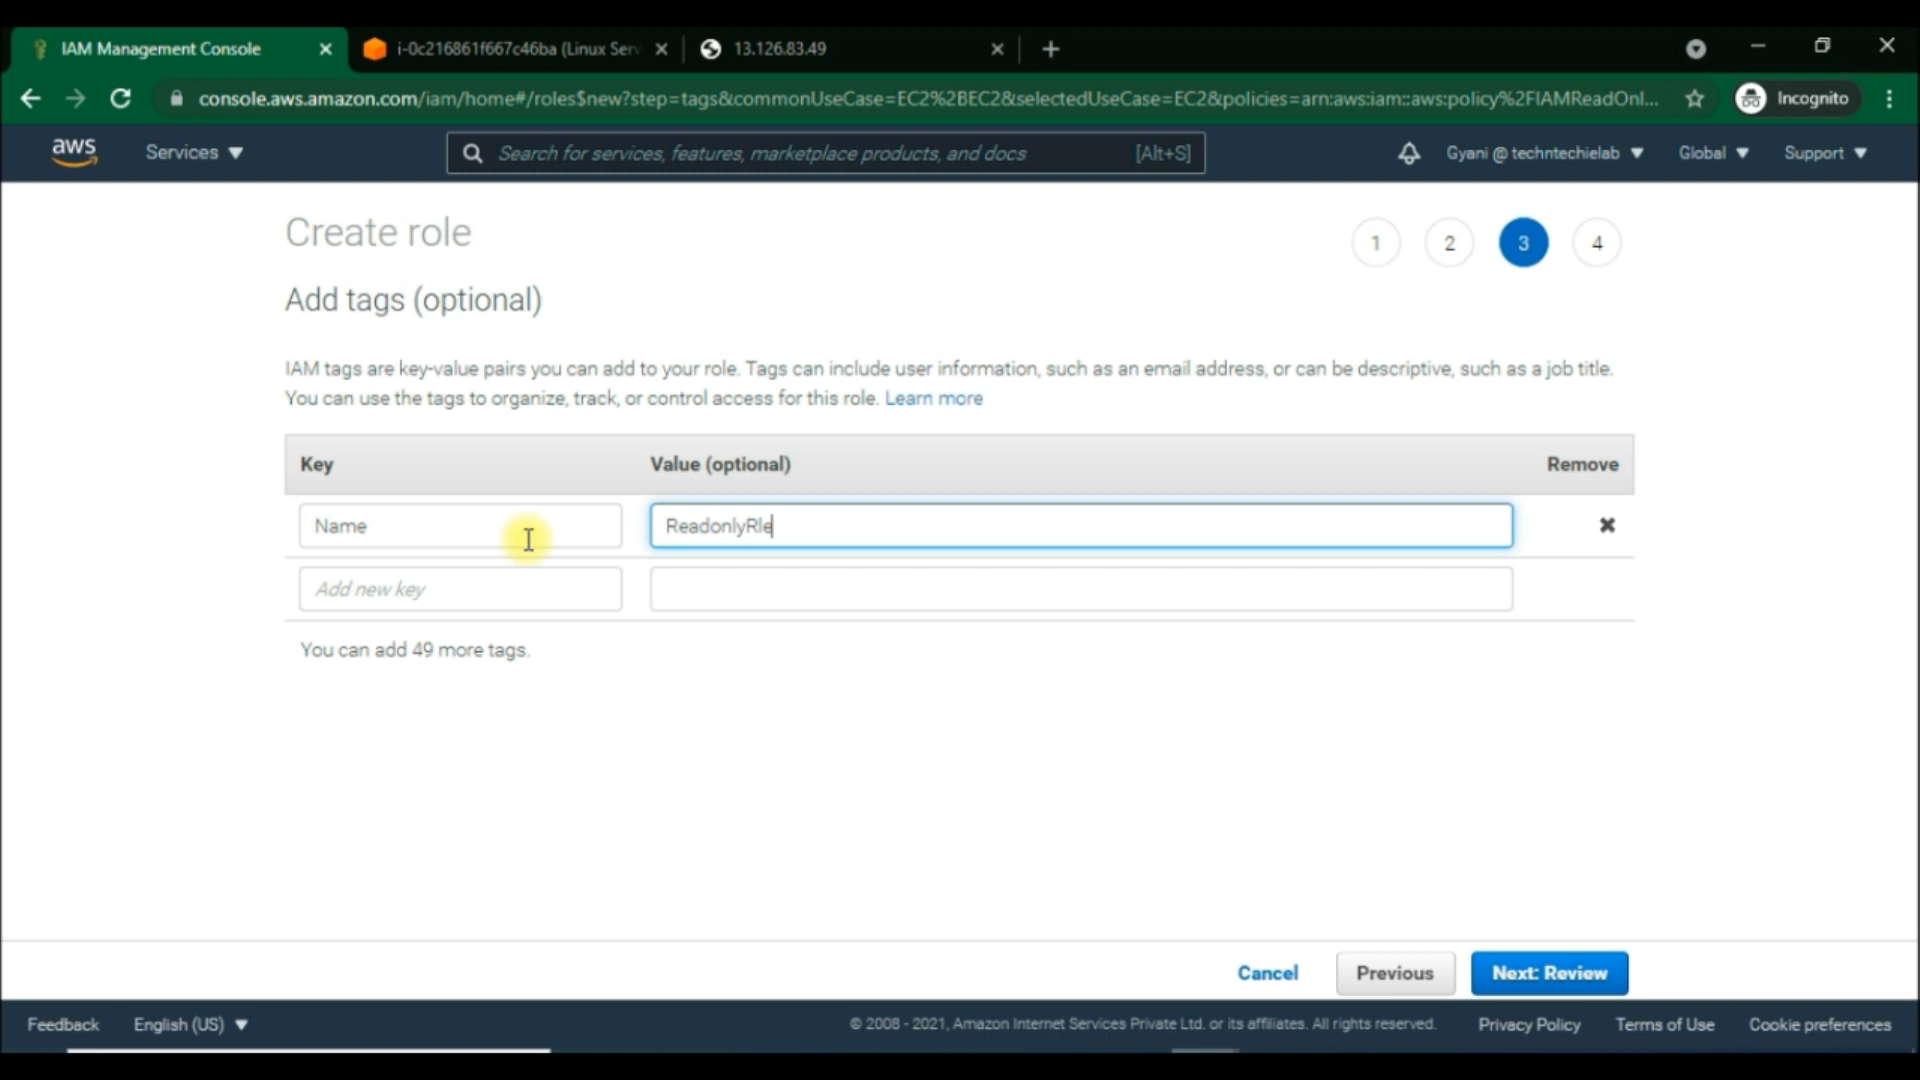 IAM Management Console
i-0c216861f667c46ba (Linux Ser
13.126.83.49
console.aws.amazon.com/iam/home#/roles$new?step=tags&commonUseCase=EC2%2BEC2&selectedUseCase=EC2&policies=arn:aws:iam::aws:policy%2FIAMReadOnl...
Incognito
aws
Services
Search for services, features, marketplace products, and docs
[Alt+S]
Gyani @ techntechielab
Global
Support
Create role
1
2
3
4
Add tags (optional)
IAM tags are key-value pairs you can add to your role. Tags can include user information, such as an email address, or can be descriptive, such as a job title.
You can use the tags to organize, track, or control access for this role. Learn more
Key
Value (optional)
Remove
Name
ReadonlyRle
Add new key
You can add 49 more tags.
Cancel
Previous
Next: Review
Feedback
English (US)
© 2008 - 2021, Amazon Internet Services Private Ltd. or its affiliates. All rights reserved.
Privacy Policy
Terms of Use
Cookie preferences